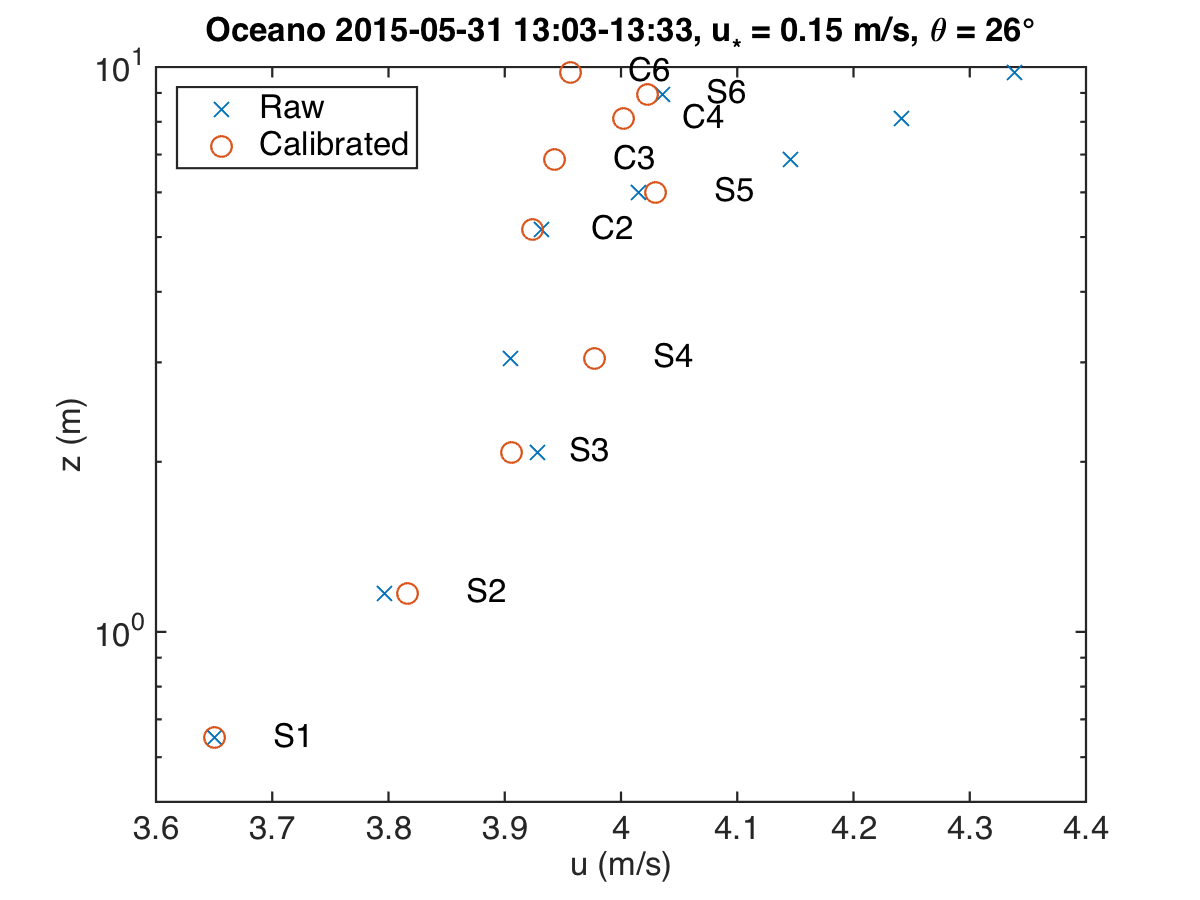 Oceano 2015-05-31 13:03-13:33, u* = 0.15 m/s, θ = 26°
10¹
Raw
Calibrated
C6
S6
C4
C3
S5
C2
S4
z (m)
S3
S2
10⁰
S1
3.6 3.7 3.8 3.9 4 4.1 4.2 4.3 4.4
u (m/s)